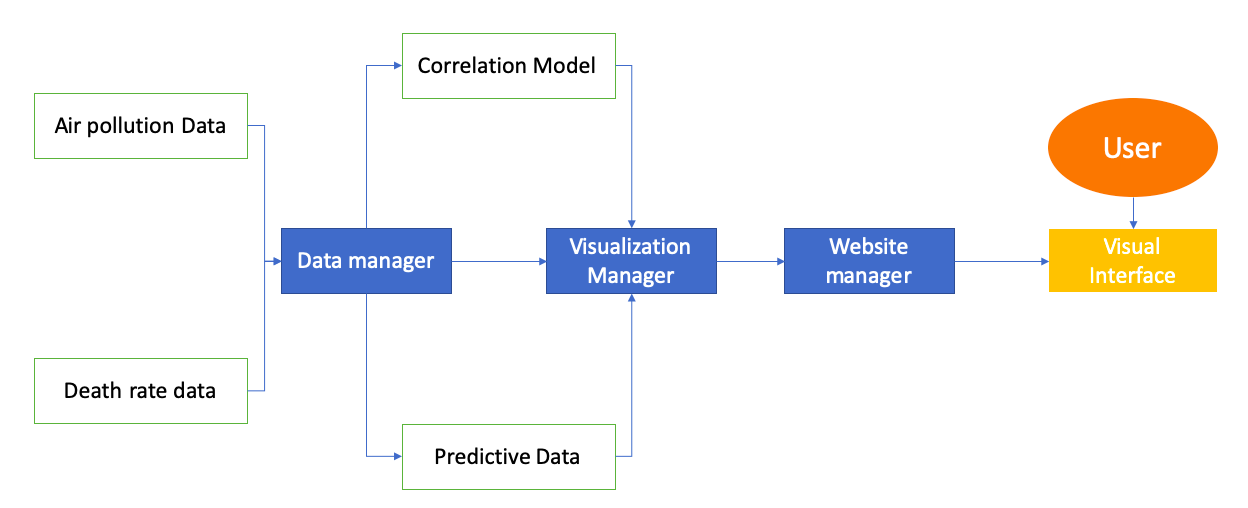 Correlation Model
Air pollution Data
User
Data manager
Visualization
Manager
Website
manager
Visual
Interface
Death rate data
Predictive Data